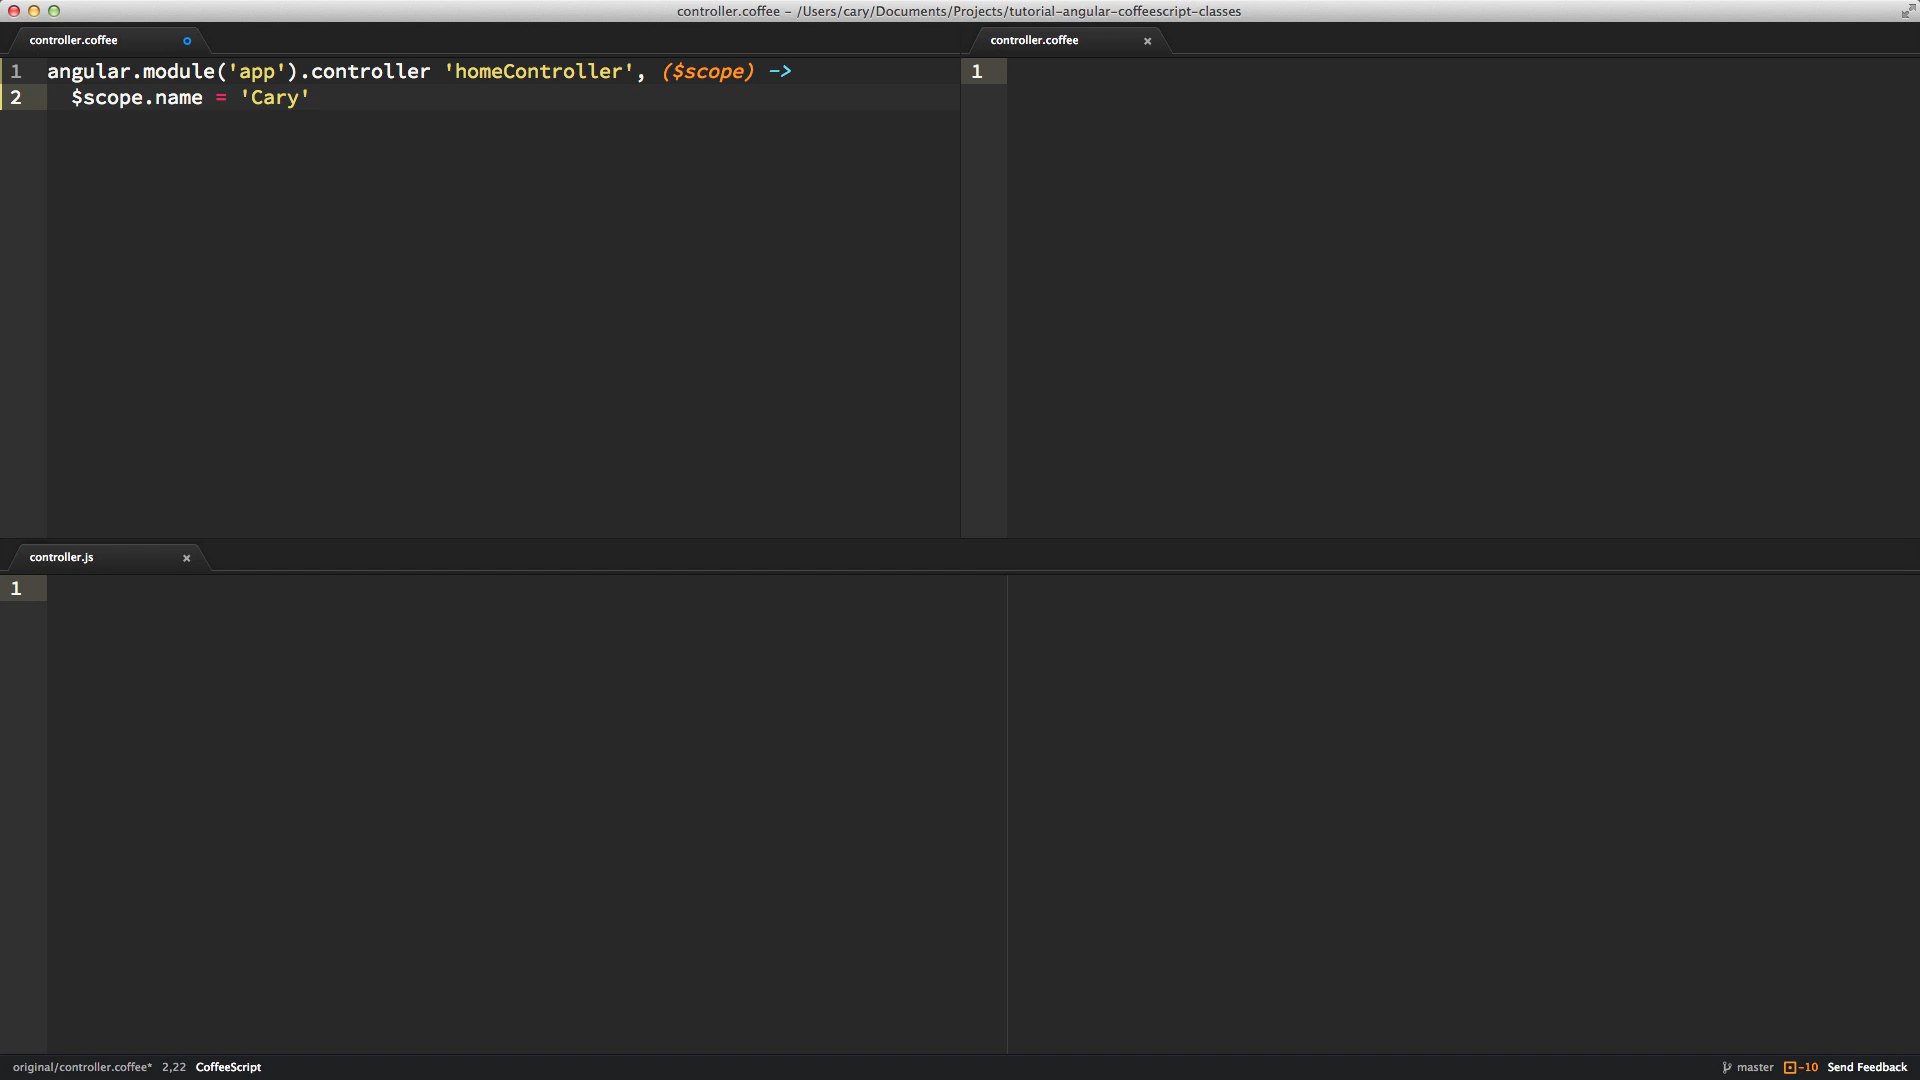 controller.coffee – /Users/cary/Documents/Projects/tutorial-angular-coffeescript-classes
controller.coffee
1 angular.module('app').controller 'homeController', ($scope) ->
2 $scope.name = 'Cary'
controller.coffee
1
controller.js
1
original/controller.coffee* 2,22 CoffeeScript
master -10 Send Feedback